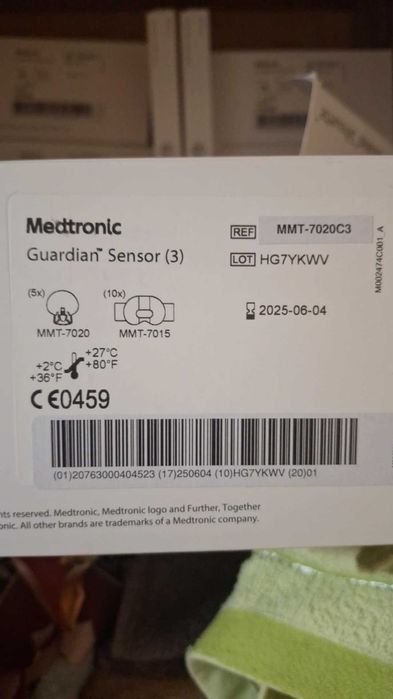 Medtronic
Guardian™ Sensor (3)
REF MMT-7020C3
LOT HG7YKWV
2025-06-04
M002474C001_A
(5x) (10x)
MMT-7020 MMT-7015
+27°C
+80°F
+2°C
+36°F
CE0459
(01)20763000404523 (17)250604 (10)HG7YKWV (20)01
reserved. Medtronic, Medtronic logo and Further, Together
All other brands are trademarks of a Medtronic company.